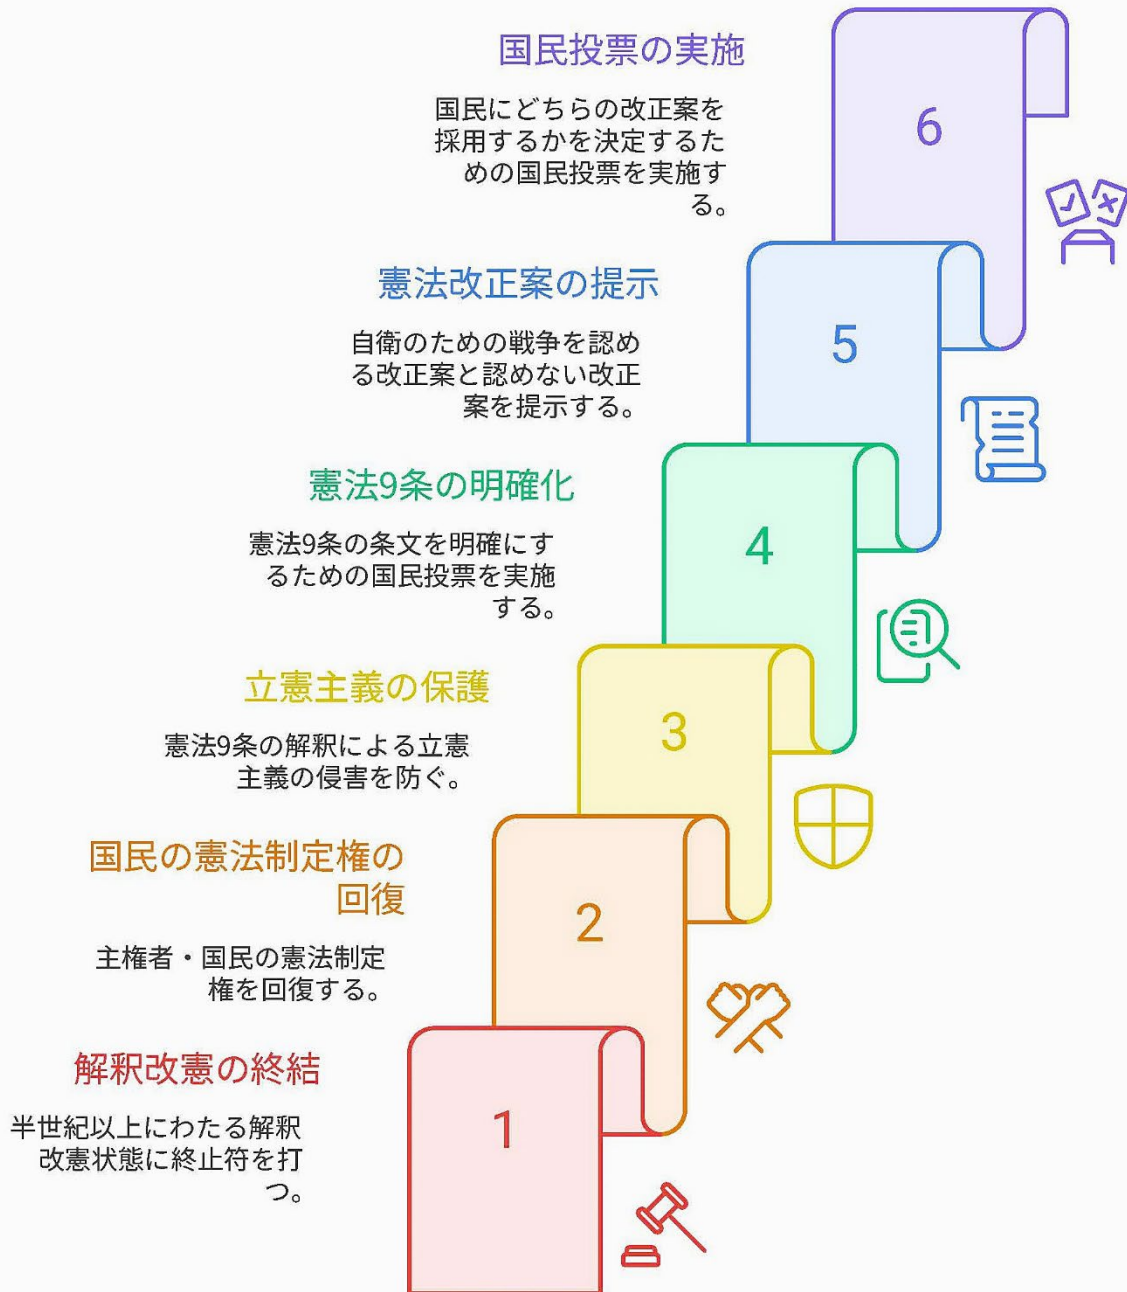 国民投票の実施
国民にどちらの改正案を
採用するかを決定するた
めの国民投票を実施す
る。
6
憲法改正案の提示
自衛のための戦争を認め
る改正案と認めない改正
案を提示する。
5
憲法9条の明確化
憲法9条の条文を明確にす
るための国民投票を実施
する。
4
立憲主義の保護
憲法9条の解釈による立憲
主義の侵害を防ぐ。
3
国民の憲法制定権の
回復
主権者・国民の憲法制定
権を回復する。
2
解釈改憲の終結
半世紀以上にわたる解釈
改憲状態に終止符を打
つ。
1